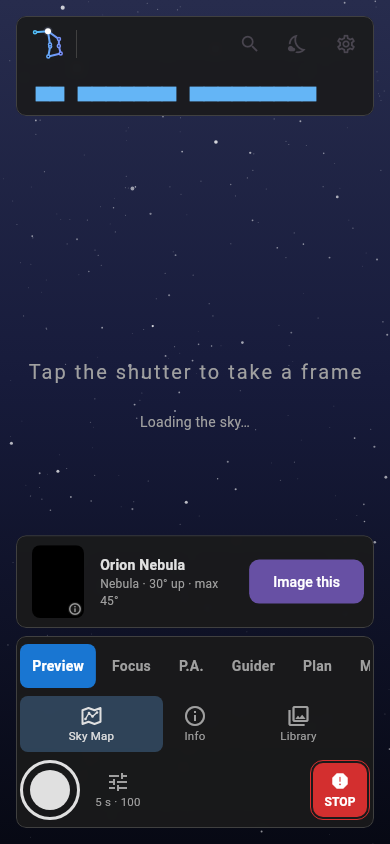 Tap the shutter to take a frame
Loading the sky...
Orion Nebula
Nebula · 30° up · max
45°
Image this
Preview
Focus
P.A.
Guider
Plan
M
Sky Map
Info
Library
5 s · 100
STOP